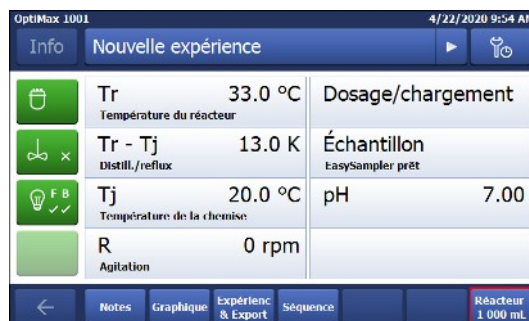 OptiMax 1001
4/22/2020 9:54 AM
Info
Nouvelle expérience
Tr 33.0 °C
Température du réacteur
Dosage/chargement
Tr - Tj 13.0 K
Distill./reflux
Échantillon
EasySampler prêt
F B
Tj 20.0 °C
Température de la chemise
pH 7.00
R 0 rpm
Agitation
Notes
Graphique
Expérienc
& Export
Séquence
Réacteur
1 000 mL